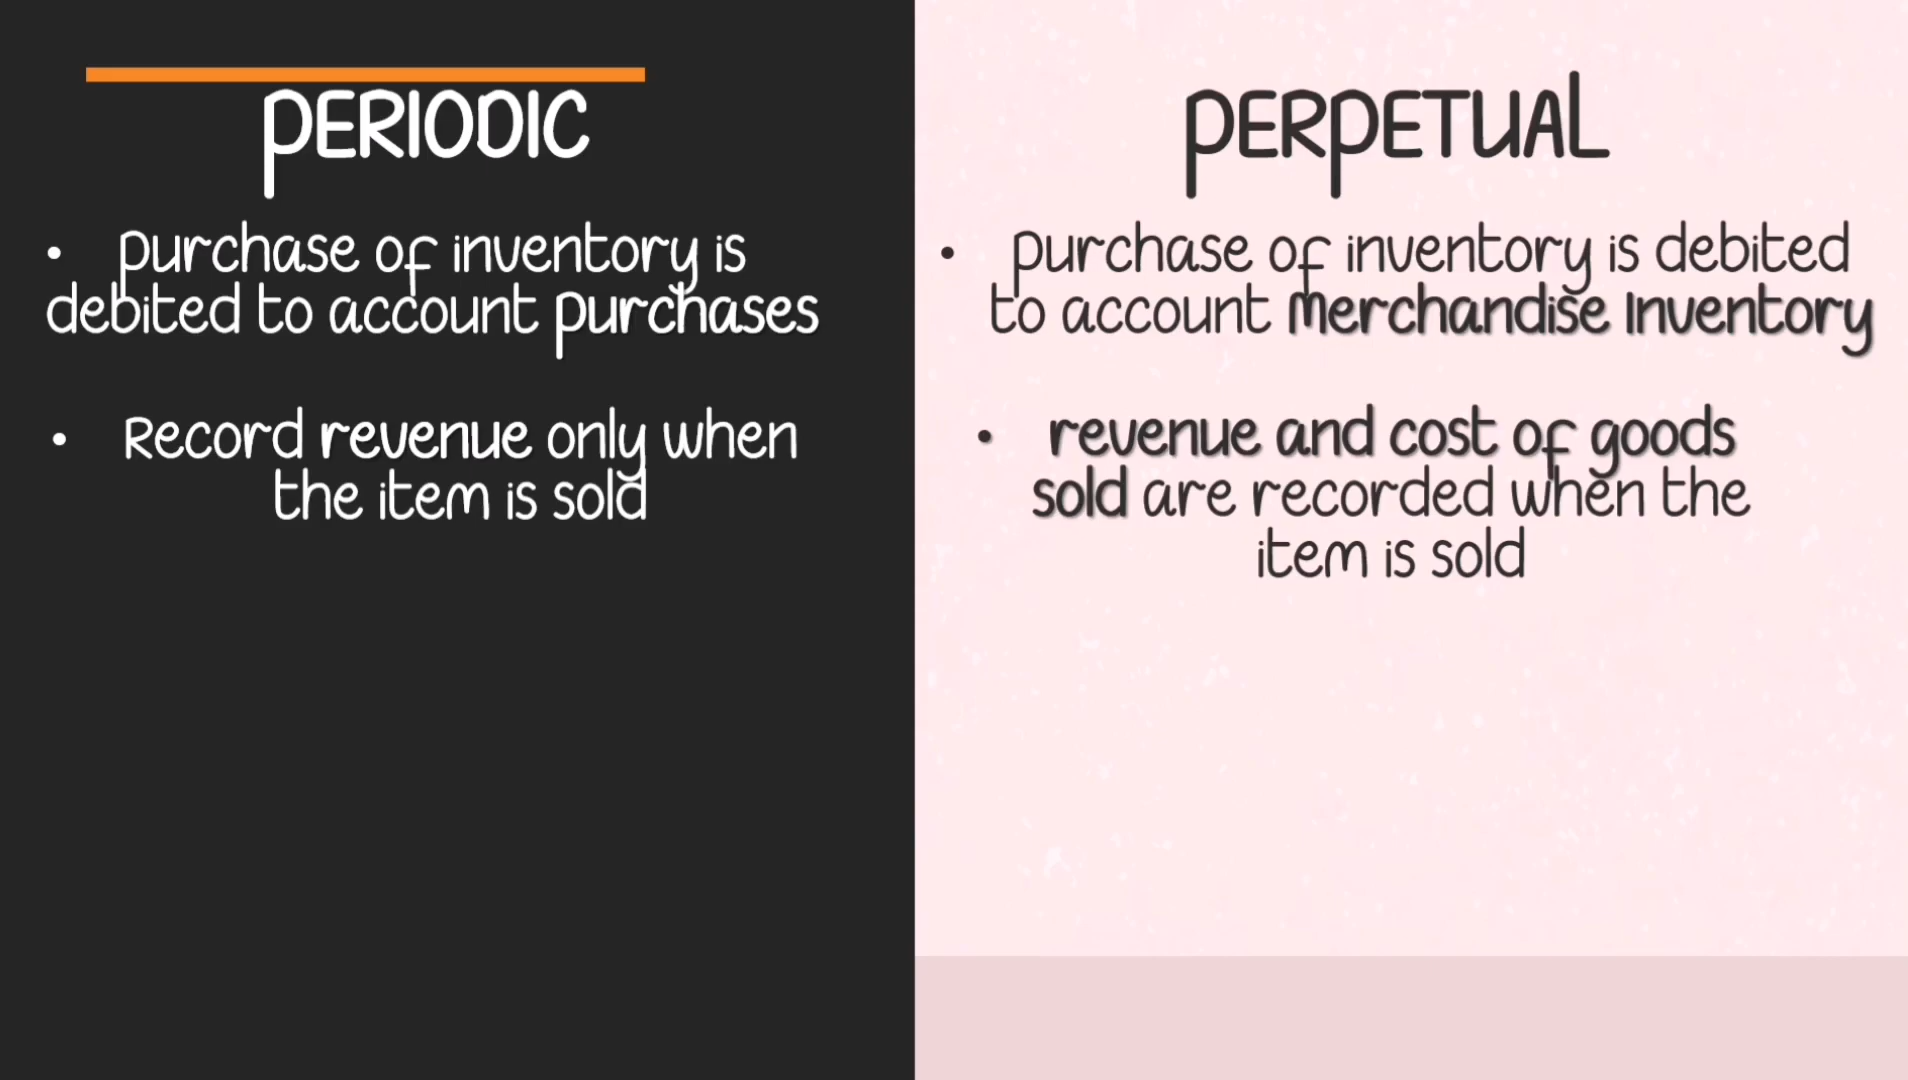 PERIODIC
• Purchase of inventory is
debited to account Purchases
• Record revenue only when
the item is sold
PERPETUAL
• Purchase of inventory is debited
to account Merchandise Inventory
• revenue and cost of goods
sold are recorded when the
item is sold